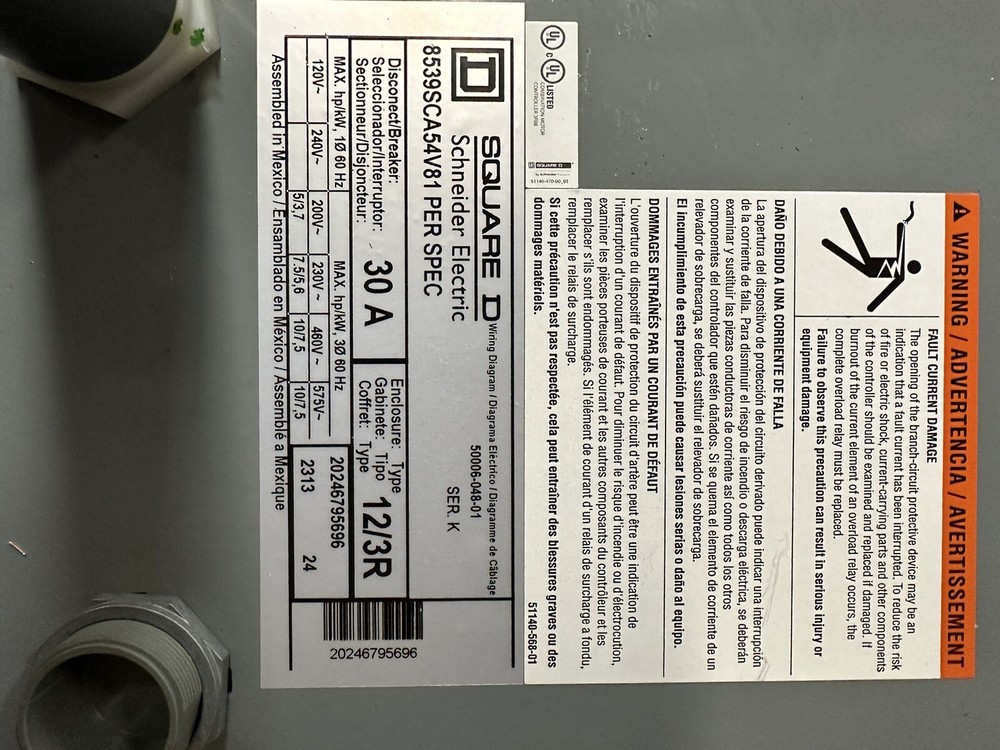 ⚠ WARNING / ADVERTENCIA / AVERTISSEMENT
FAULT CURRENT DAMAGE
The opening of the branch-circuit protective device may be an
indication that a fault current has been interrupted. To reduce the risk
of fire or electric shock, current-carrying parts and other components
of the controller should be examined and replaced if damaged. If
burnout of the current element of an overload relay occurs, the
complete overload relay must be replaced.
Failure to observe this precaution can result in serious injury or
equipment damage.
DAÑO DEBIDO A UNA CORRIENTE DE FALLA
La apertura del dispositivo de protección del circuito derivado puede indicar una interrupción
de la corriente de falla. Para disminuir el riesgo de incendio o descarga eléctrica, se deberán
examinar y sustituir las piezas conductoras de corriente así como todos los otros
componentes del controlador que estén dañados. Si se quema el elemento de corriente de un
relevador de sobrecarga, se deberá sustituir el relevador de sobrecarga.
El incumplimiento de esta precaución puede causar lesiones serias o daño al equipo.
DOMMAGES ENTRAÎNÉS PAR UN COURANT DE DÉFAUT
L'ouverture du dispositif de protection du circuit d'artère peut être une indication de
l'interruption d'un courant de défaut. Pour diminuer le risque d'incendie ou d'électrocution,
examiner les pièces porteuses de courant et les autres composants du contrôleur et les
remplacer s'ils sont endommagés. Si l'élément de courant d'un relais de surcharge a fondu,
remplacer le relais de surcharge.
Si cette précaution n'est pas respectée, cela peut entraîner des blessures graves ou des
dommages matériels.
51140-568-01
UL c UL LISTED
COMBINATION MOTOR
CONTROLLER
SQUARE D
by Schneider
51140-470-00_01
D SQUARE D
Schneider Electric
8539SCA54V81 PER SPEC
Wiring Diagram / Diagrama Eléctrico / Diagramme de Câblage
50006-048-01
SER. K
Disconect/Breaker:
Seleccionador/Interruptor: 30 A
Sectionneur/Disjoncteur:
Enclosure: Type
Gabinete: Tipo 12/3R
Coffret: Type
MAX. hp/kW, 1Ø 60 Hz MAX. hp/kW, 3Ø 60 Hz
120V~ 240V~ 200V~ 230V~ 460V~ 575V~
5/3,7 7.5/5,6 10/7,5 10/7,5
20246795696
2313 24
20246795696
Assembled in Mexico / Ensamblado en México / Assemblé a Mexique